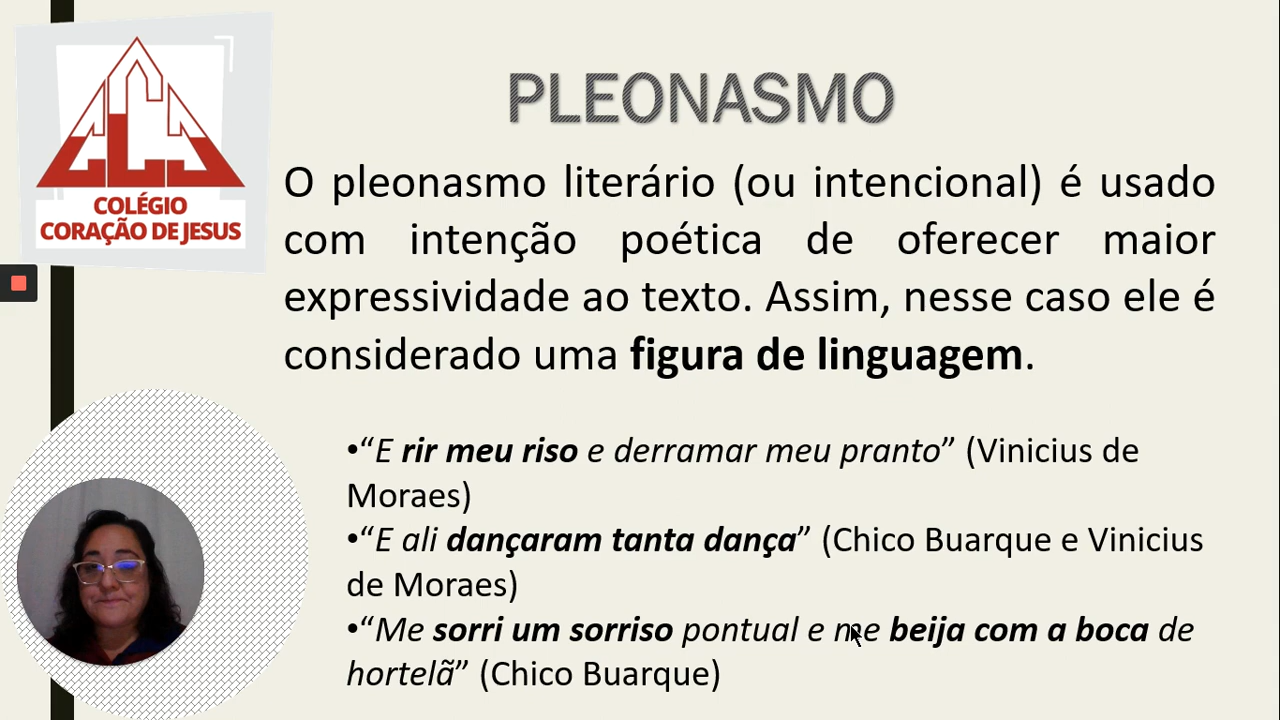 PLEONASMO
COLÉGIO
CORAÇÃO DE JESUS
O pleonasmo literário (ou intencional) é usado
com intenção poética de oferecer maior
expressividade ao texto. Assim, nesse caso ele é
considerado uma figura de linguagem.
•“E rir meu riso e derramar meu pranto” (Vinicius de
Moraes)
•“E ali dançaram tanta dança” (Chico Buarque e Vinicius
de Moraes)
•“Me sorri um sorriso pontual e me beija com a boca de
hortelã” (Chico Buarque)